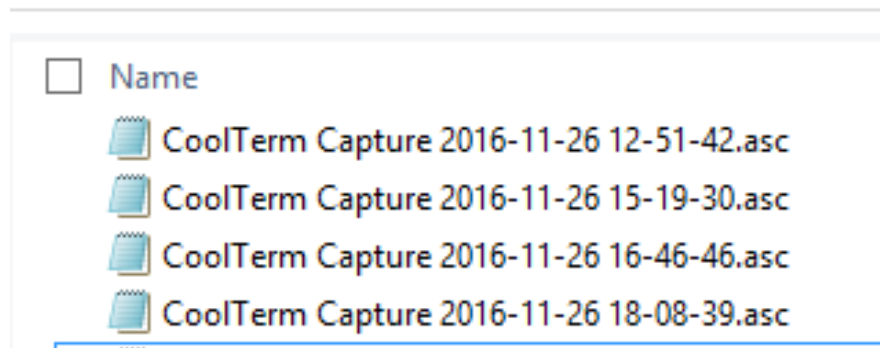 Name
CoolTerm Capture 2016-11-26 12-51-42.asc
CoolTerm Capture 2016-11-26 15-19-30.asc
CoolTerm Capture 2016-11-26 16-46-46.asc
CoolTerm Capture 2016-11-26 18-08-39.asc